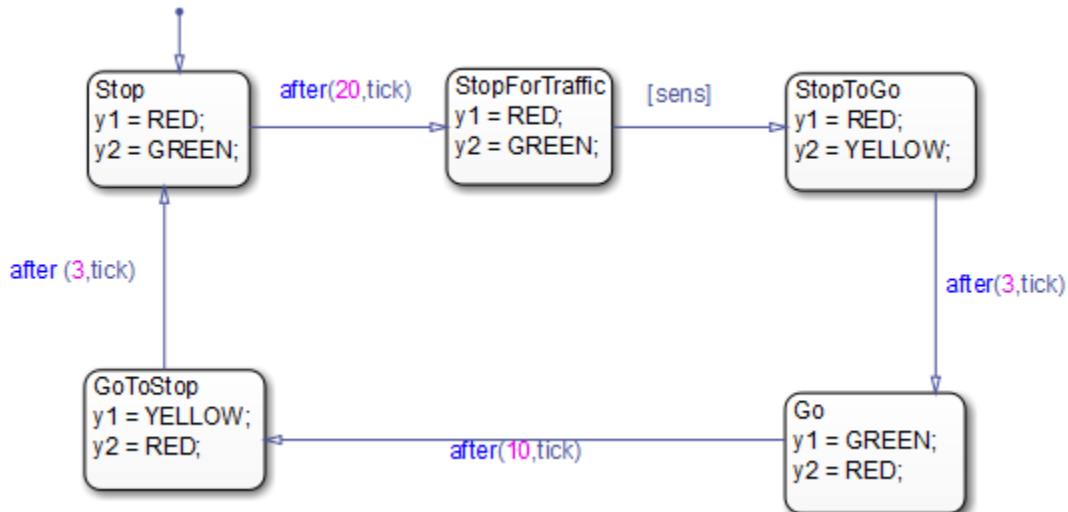 Stop
y1 = RED;
y2 = GREEN;
after(20,tick)
StopForTraffic
y1 = RED;
y2 = GREEN;
[sens]
StopToGo
y1 = RED;
y2 = YELLOW;
after (3,tick)
after(3,tick)
GoToStop
y1 = YELLOW;
y2 = RED;
after(10,tick)
Go
y1 = GREEN;
y2 = RED;